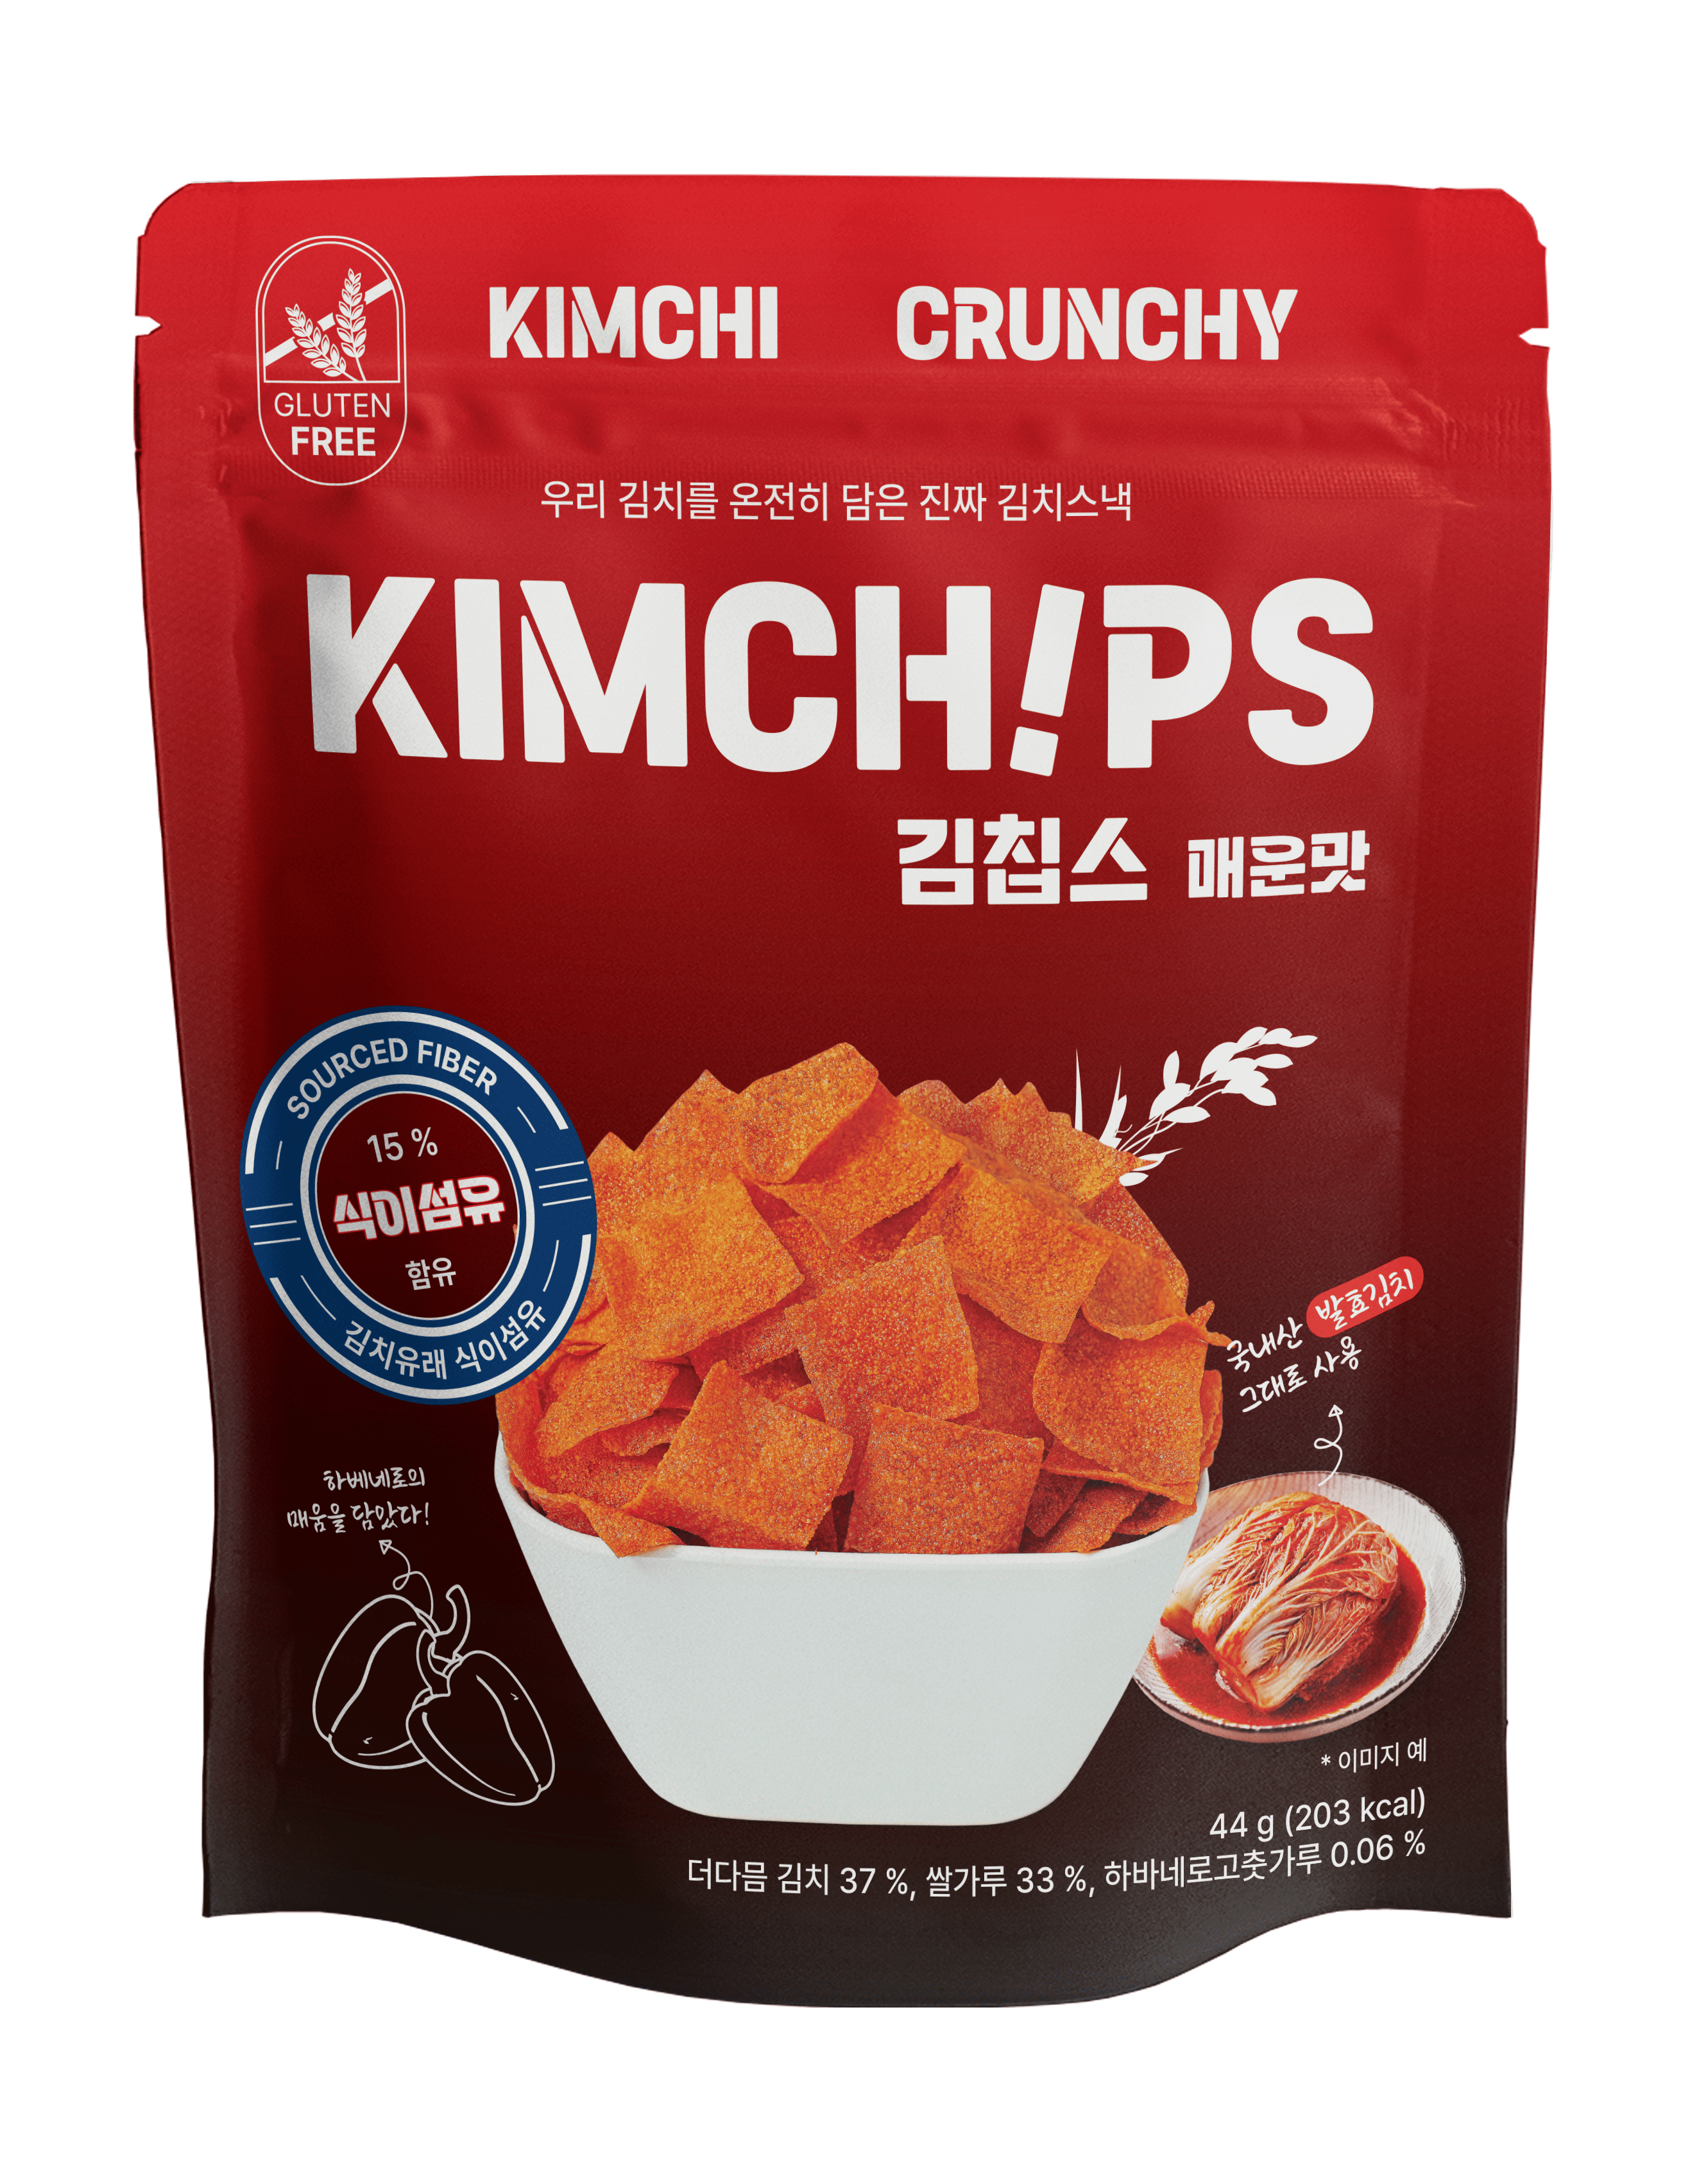 KIMCHI CRUNCHY
GLUTEN
FREE
우리 김치를 온전히 담은 진짜 김치스낵
KIMCH!PS
김칩스 매운맛
SOURCED FIBER
15 %
식이섬유
함유
김치유래 식이섬유
국내산 발효김치
그대로 사용
하베네로의
매움을 담았다!
* 이미지 예
44 g (203 kcal)
더다믐 김치 37 %, 쌀가루 33 %, 하바네로고춧가루 0.06 %